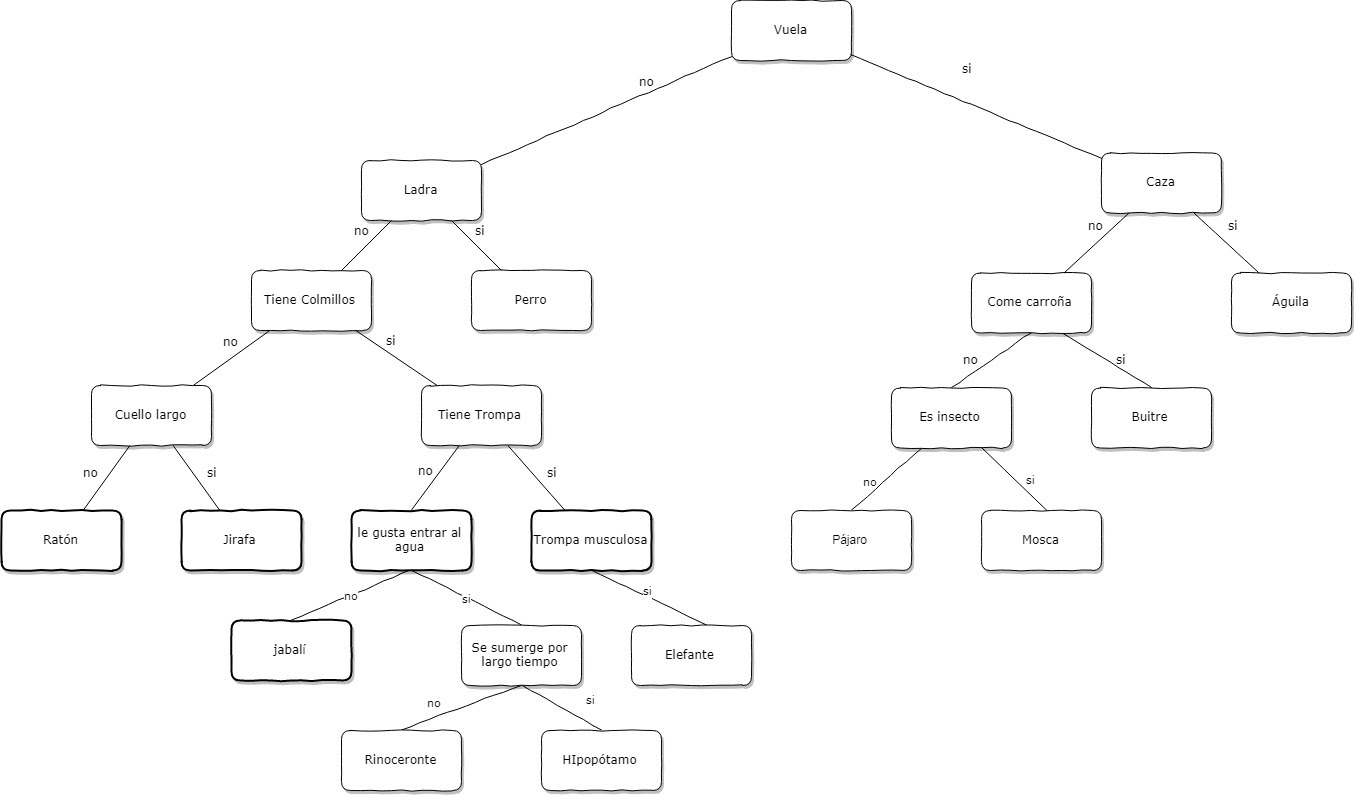 Vuela
no
si
Ladra
Caza
no
si
no
si
Tiene Colmillos
Perro
Come carroña
Águila
no
si
no
si
Cuello largo
Tiene Trompa
Es insecto
Buitre
no
si
no
si
no
si
Ratón
Jirafa
le gusta entrar al
agua
Trompa musculosa
Pájaro
Mosca
no
si
si
jabalí
Se sumerge por
largo tiempo
Elefante
no
si
Rinoceronte
HIpopótamo